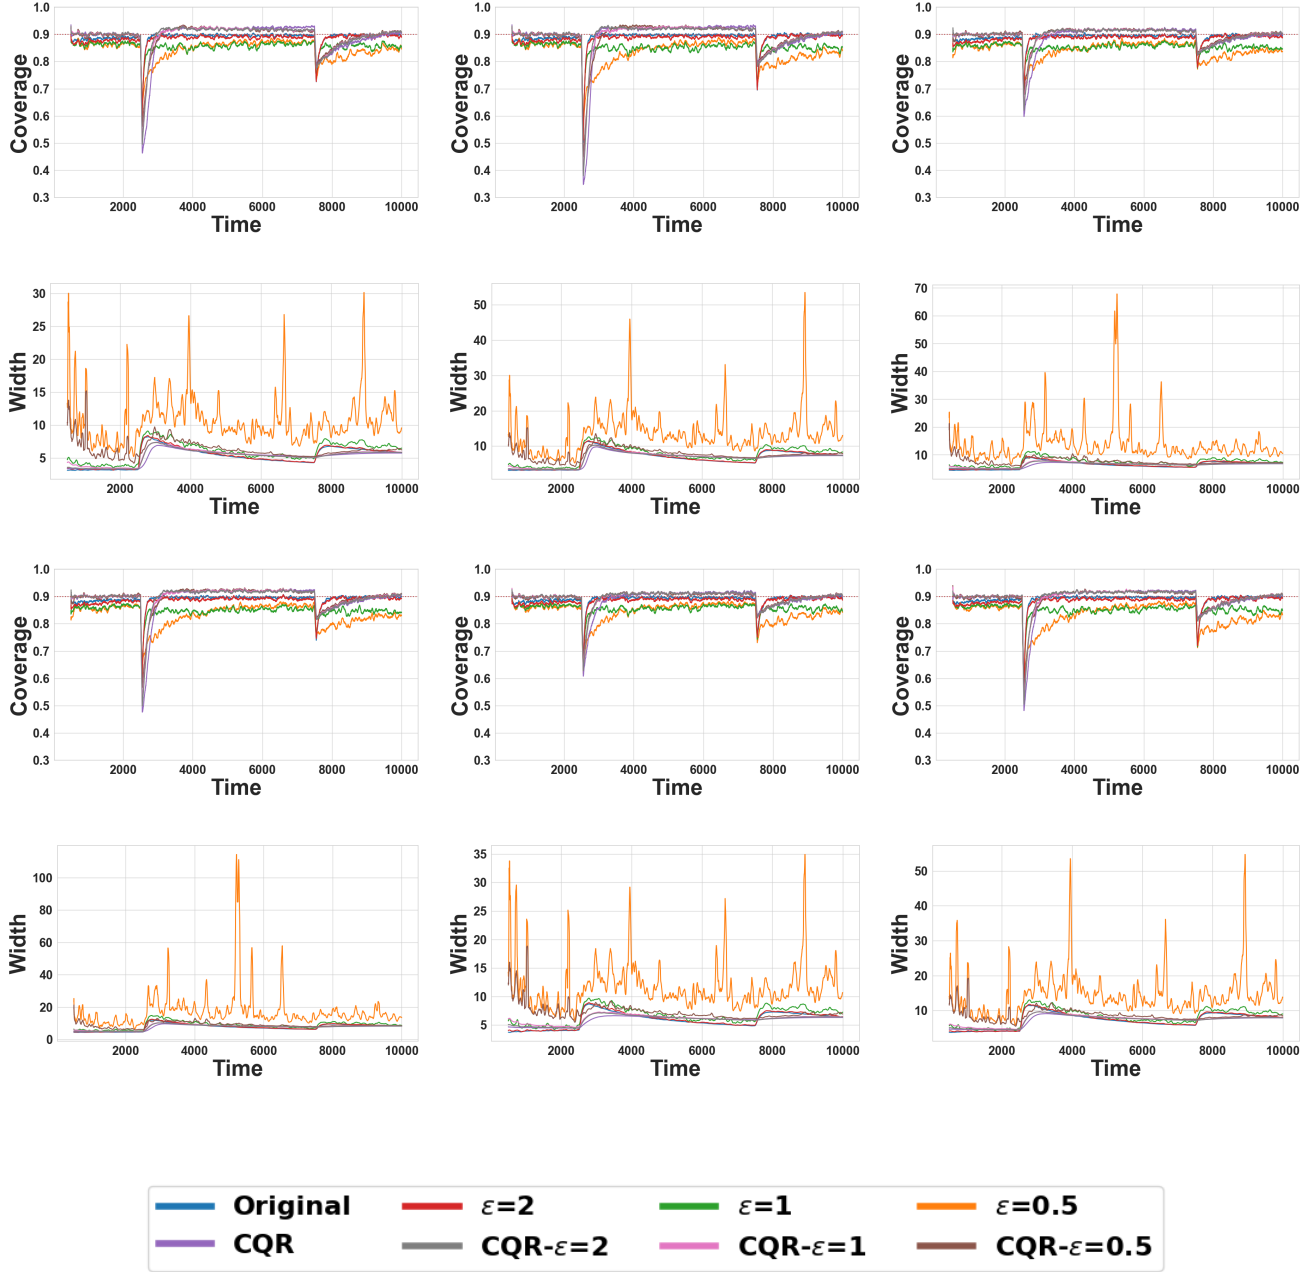 1.0 1.0 1.0
0.9 0.9 0.9
0.8 0.8 0.8
0.7 0.7 0.7
0.6 0.6 0.6
0.5 0.5 0.5
0.4 0.4 0.4
0.3 0.3 0.3
Coverage Coverage Coverage
2000 4000 6000 8000 10000 2000 4000 6000 8000 10000 2000 4000 6000 8000 10000
Time Time Time
30 50 70
25 40 60
20 30 50
15 20 40
10 10 30
5 20
10
Width Width Width
2000 4000 6000 8000 10000 2000 4000 6000 8000 10000 2000 4000 6000 8000 10000
Time Time Time
1.0 1.0 1.0
0.9 0.9 0.9
0.8 0.8 0.8
0.7 0.7 0.7
0.6 0.6 0.6
0.5 0.5 0.5
0.4 0.4 0.4
0.3 0.3 0.3
Coverage Coverage Coverage
2000 4000 6000 8000 10000 2000 4000 6000 8000 10000 2000 4000 6000 8000 10000
Time Time Time
100 35 50
80 30 40
60 25 30
40 20 20
20 15 10
0 10
5
Width Width Width
2000 4000 6000 8000 10000 2000 4000 6000 8000 10000 2000 4000 6000 8000 10000
Time Time Time
Original ε=2 ε=1 ε=0.5
CQR CQR-ε=2 CQR-ε=1 CQR-ε=0.5